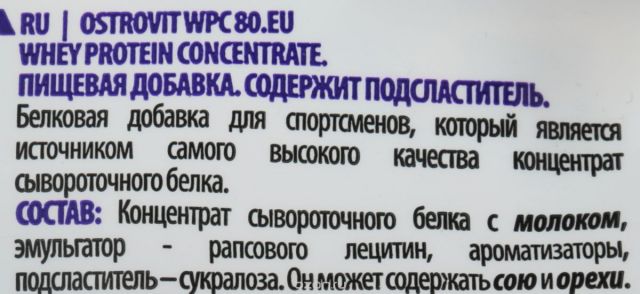 RU | OSTROVIT WPC 80.EU
WHEY PROTEIN CONCENTRATE.
ПИЩЕВАЯ ДОБАВКА. СОДЕРЖИТ ПОДСЛАСТИТЕЛЬ.
Белковая добавка для спортсменов, который является
источником самого высокого качества концентрат
сывороточного белка.
СОСТАВ: Концентрат сывороточного белка с молоком,
эмульгатор - рапсового лецитин, ароматизаторы,
подсластитель – сукралоза. Он может содержать сою и орехи.